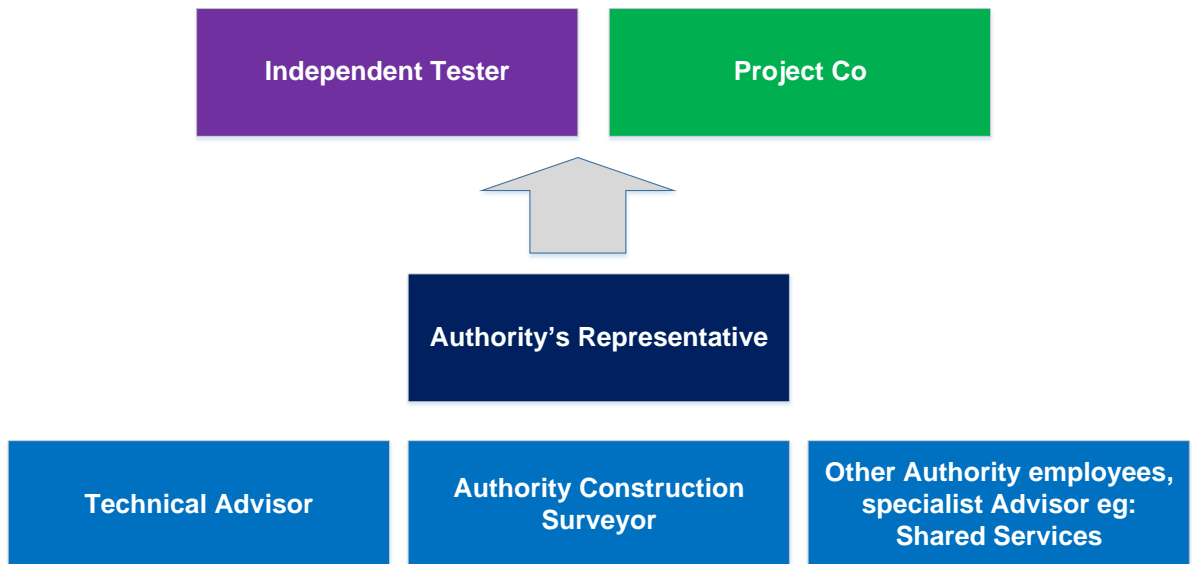 Independent Tester
Project Co
Authority’s Representative
Technical Advisor
Authority Construction
Surveyor
Other Authority employees,
specialist Advisor eg:
Shared Services